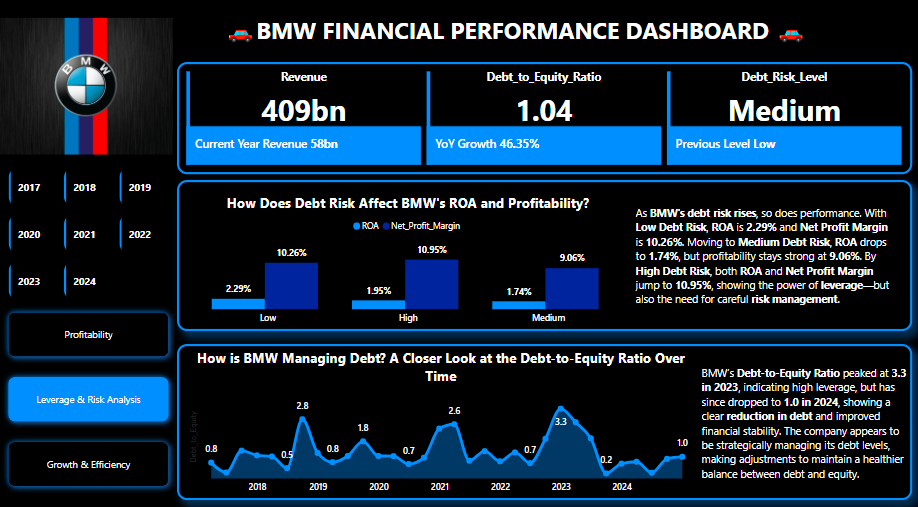 BMW
🚗 BMW FINANCIAL PERFORMANCE DASHBOARD 🚗
Revenue
409bn
Current Year Revenue 58bn
Debt_to_Equity_Ratio
1.04
YoY Growth 46.35%
Debt_Risk_Level
Medium
Previous Level Low
2017 2018 2019
2020 2021 2022
2023 2024
Profitability
Leverage & Risk Analysis
Growth & Efficiency
How Does Debt Risk Affect BMW's ROA and Profitability?
ROA Net_Profit_Margin
2.29% 10.26% 1.95% 10.95% 1.74% 9.06%
Low High Medium
As BMW's debt risk rises, so does performance. With
Low Debt Risk, ROA is 2.29% and Net Profit Margin
is 10.26%. Moving to Medium Debt Risk, ROA drops
to 1.74%, but profitability stays strong at 9.06%. By
High Debt Risk, both ROA and Net Profit Margin
jump to 10.95%, showing the power of leverage—but
also the need for careful risk management.
How is BMW Managing Debt? A Closer Look at the Debt-to-Equity Ratio Over
Time
Debt_to_Equity
0.8 0.5 2.8 0.8 1.8 0.7 2.6 0.7 3.3 0.2 1.0
2018 2019 2020 2021 2022 2023 2024
BMW's Debt-to-Equity Ratio peaked at 3.3
in 2023, indicating high leverage, but has
since dropped to 1.0 in 2024, showing a
clear reduction in debt and improved
financial stability. The company appears to
be strategically managing its debt levels,
making adjustments to maintain a healthier
balance between debt and equity.